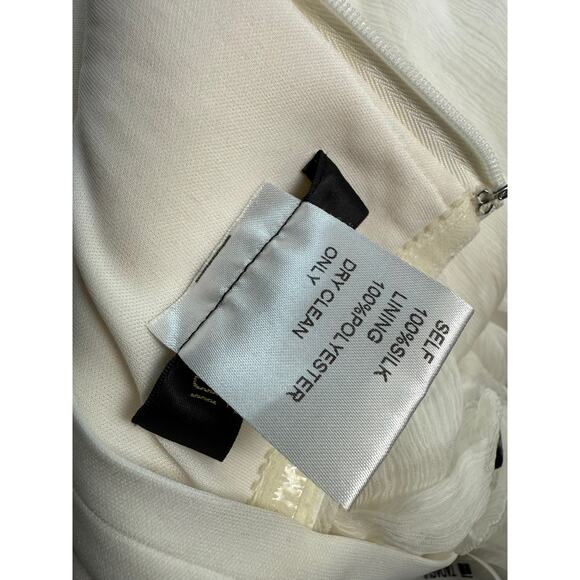 SELF
100%SILK
LINING
100%POLYESTER
DRY CLEAN
ONLY